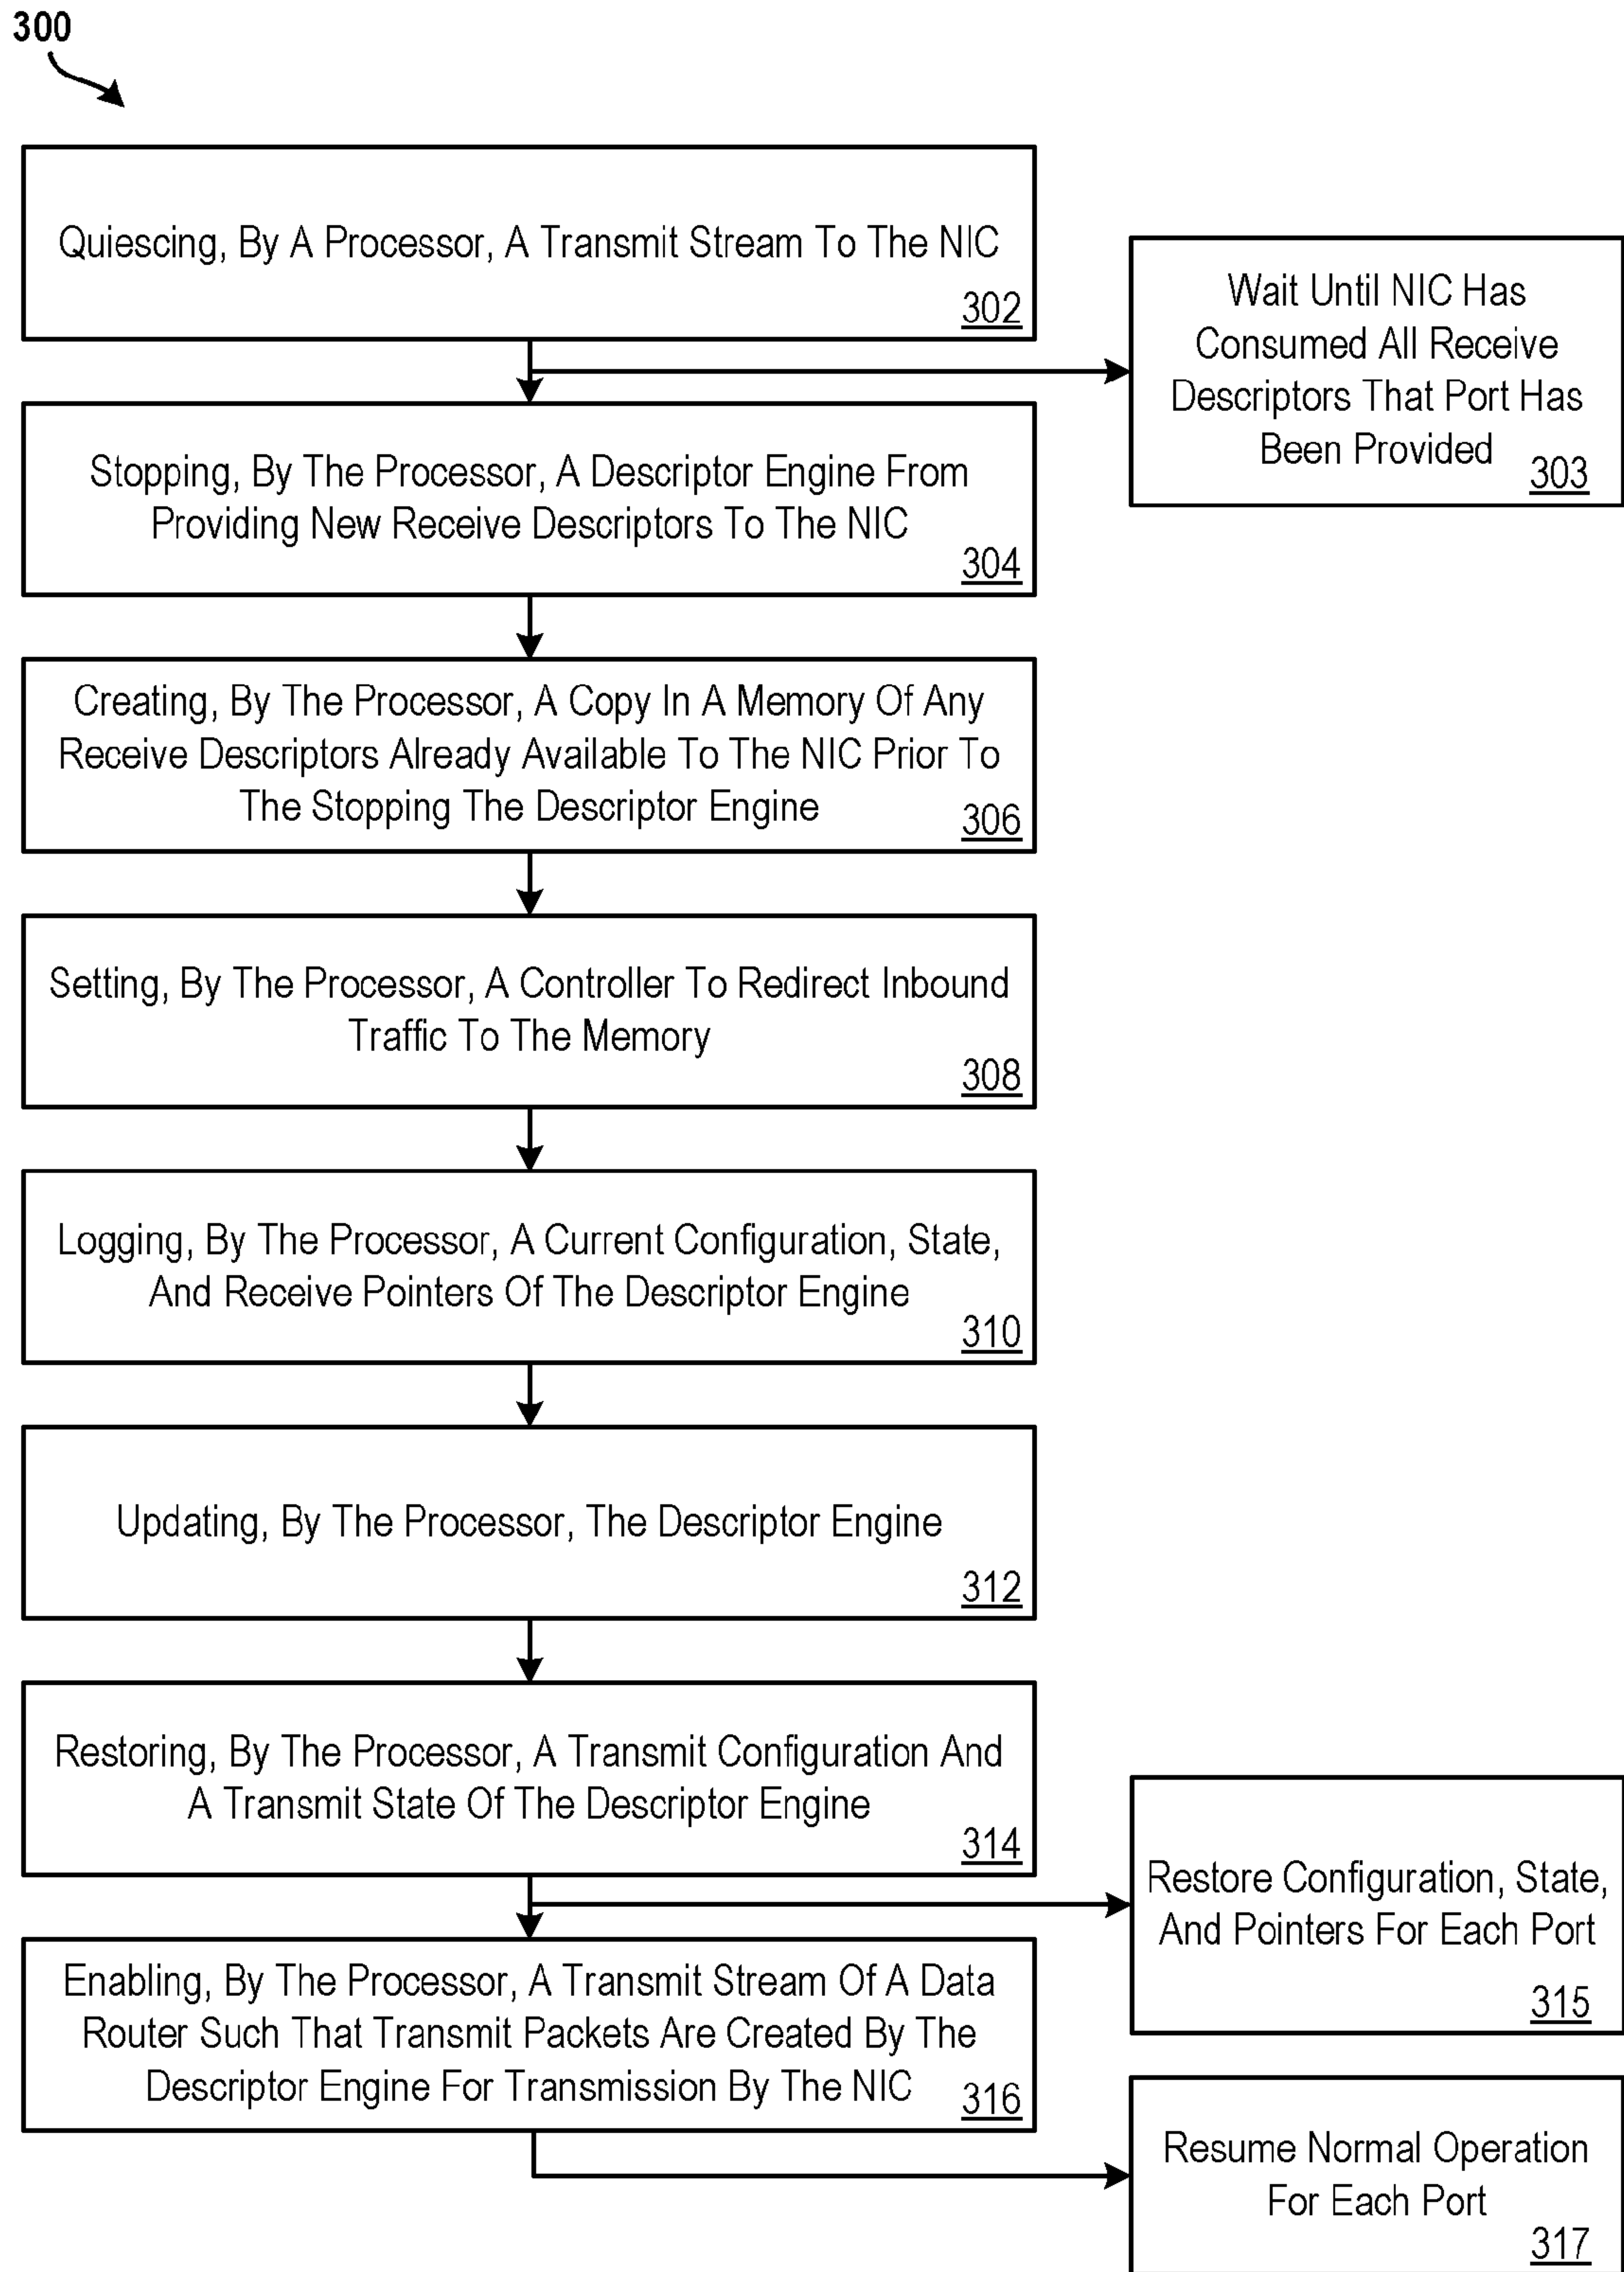 300
Quiescing, By A Processor, A Transmit Stream To The NIC
302
Wait Until NIC Has
Consumed All Receive
Descriptors That Port Has
Been Provided
303
Stopping, By The Processor, A Descriptor Engine From
Providing New Receive Descriptors To The NIC
304
Creating, By The Processor, A Copy In A Memory Of Any
Receive Descriptors Already Available To The NIC Prior To
The Stopping The Descriptor Engine
306
Setting, By The Processor, A Controller To Redirect Inbound
Traffic To The Memory
308
Logging, By The Processor, A Current Configuration, State,
And Receive Pointers Of The Descriptor Engine
310
Updating, By The Processor, The Descriptor Engine
312
Restoring, By The Processor, A Transmit Configuration And
A Transmit State Of The Descriptor Engine
314
Restore Configuration, State,
And Pointers For Each Port
315
Enabling, By The Processor, A Transmit Stream Of A Data
Router Such That Transmit Packets Are Created By The
Descriptor Engine For Transmission By The NIC
316
Resume Normal Operation
For Each Port
317